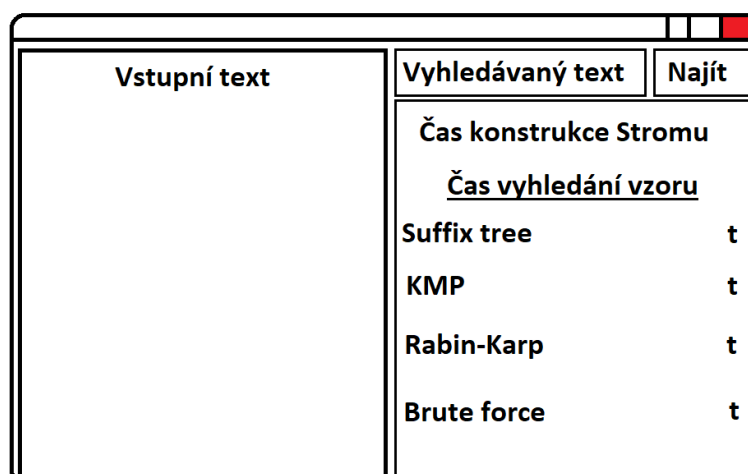 Vstupní text
Vyhledávaný text
Najít
Čas konstrukce Stromu
Čas vyhledání vzoru
Suffix tree t
KMP t
Rabin-Karp t
Brute force t